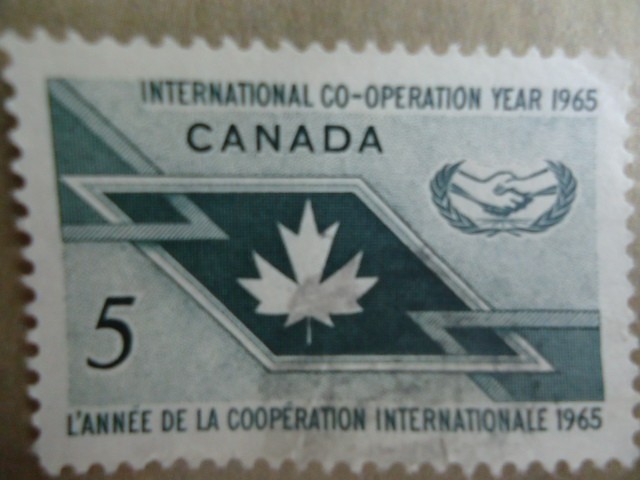 INTERNATIONAL CO-OPERATION YEAR 1965
CANADA
5
L'ANNÉE DE LA COOPÉRATION INTERNATIONALE 1965